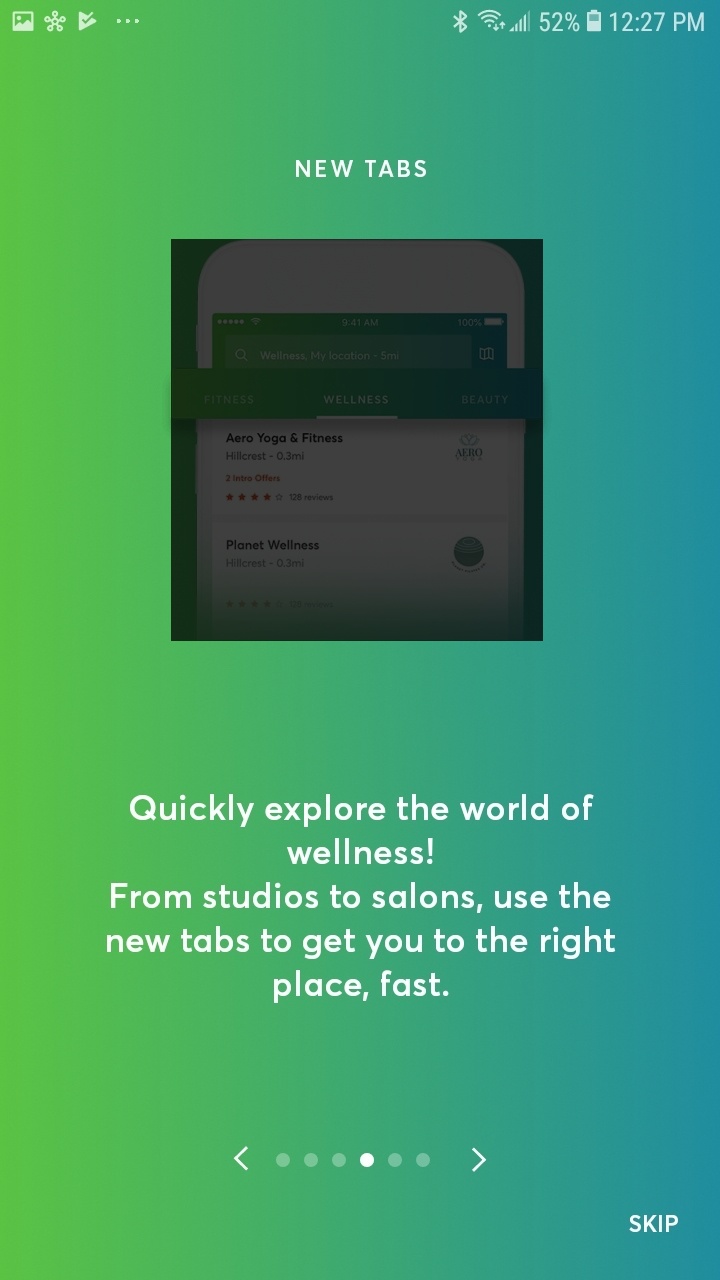 52% 12:27 PM
NEW TABS
9:41 AM 100%
Wellness, My location - 5mi
FITNESS WELLNESS BEAUTY
Aero Yoga & Fitness
Hillcrest - 0.3mi
AERO
YOGA
2 Intro Offers
128 reviews
Planet Wellness
Hillcrest - 0.3mi
Quickly explore the world of
wellness!
From studios to salons, use the
new tabs to get you to the right
place, fast.
SKIP